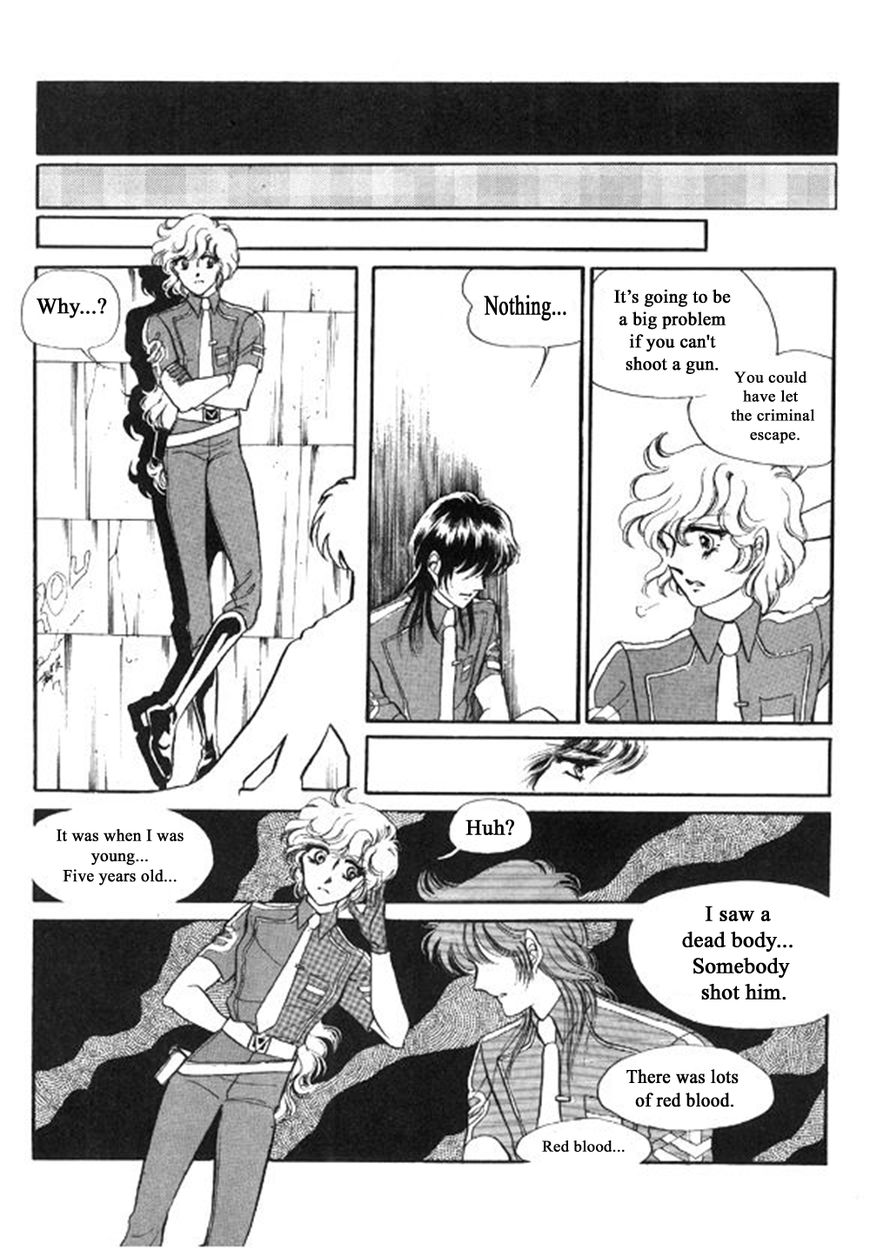 Why...?
Nothing...
It's going to be
a big problem
if you can't
shoot a gun.
You could
have let
the criminal
escape.
It was when I was
young...
Five years old...
Huh?
I saw a
dead body...
Somebody
shot him.
There was lots
of red blood.
Red blood...